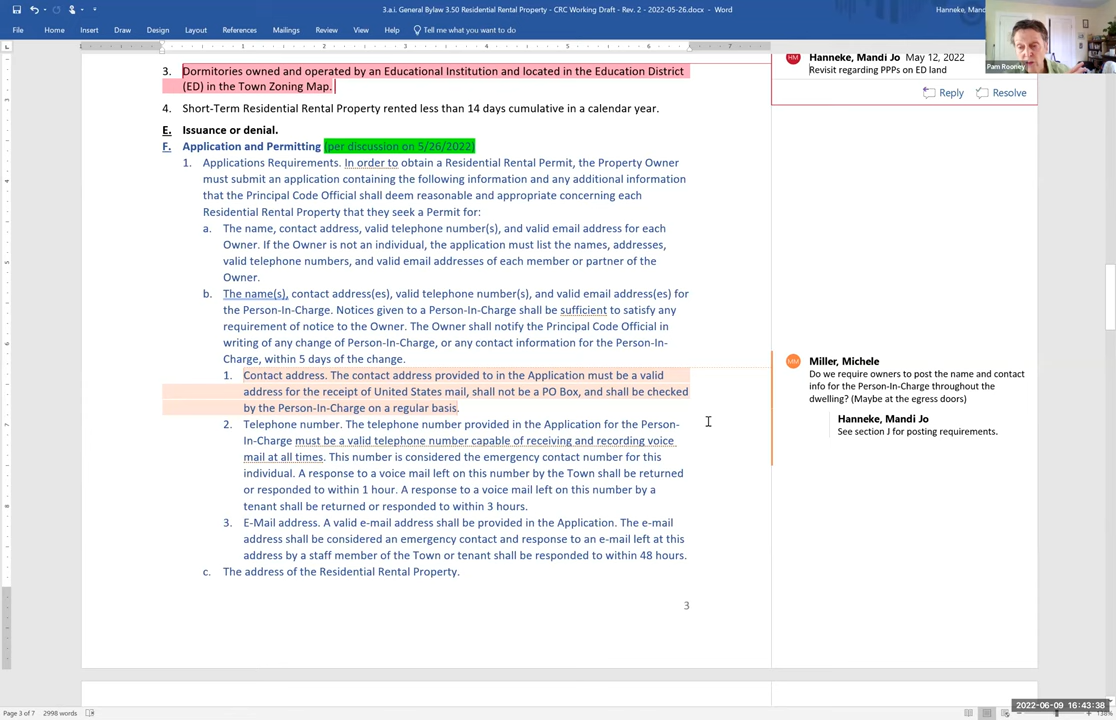 3.a.i. General Bylaw 3.50 Residential Rental Property - CRC Working Draft - Rev. 2 - 2022-05-26.docx - Word
Hanneke, Mandi
File Home Insert Draw Design Layout References Mailings Review View Help Tell me what you want to do
Pam Rooney
3. Dormitories owned and operated by an Educational Institution and located in the Education District
(ED) in the Town Zoning Map.
4. Short-Term Residential Rental Property rented less than 14 days cumulative in a calendar year.
E. Issuance or denial.
F. Application and Permitting (per discussion on 5/26/2022)
1. Applications Requirements. In order to obtain a Residential Rental Permit, the Property Owner
must submit an application containing the following information and any additional information
that the Principal Code Official shall deem reasonable and appropriate concerning each
Residential Rental Property that they seek a Permit for:
a. The name, contact address, valid telephone number(s), and valid email address for each
Owner. If the Owner is not an individual, the application must list the names, addresses,
valid telephone numbers, and valid email addresses of each member or partner of the
Owner.
b. The name(s), contact address(es), valid telephone number(s), and valid email address(es) for
the Person-In-Charge. Notices given to a Person-In-Charge shall be sufficient to satisfy any
requirement of notice to the Owner. The Owner shall notify the Principal Code Official in
writing of any change of Person-In-Charge, or any contact information for the Person-In-
Charge, within 5 days of the change.
1. Contact address. The contact address provided to in the Application must be a valid
address for the receipt of United States mail, shall not be a PO Box, and shall be checked
by the Person-In-Charge on a regular basis.
2. Telephone number. The telephone number provided in the Application for the Person-
In-Charge must be a valid telephone number capable of receiving and recording voice
mail at all times. This number is considered the emergency contact number for this
individual. A response to a voice mail left on this number by the Town shall be returned
or responded to within 1 hour. A response to a voice mail left on this number by a
tenant shall be returned or responded to within 3 hours.
3. E-Mail address. A valid e-mail address shall be provided in the Application. The e-mail
address shall be considered an emergency contact and response to an e-mail left at this
address by a staff member of the Town or tenant shall be responded to within 48 hours.
c. The address of the Residential Rental Property.
3
HM Hanneke, Mandi Jo May 12, 2022
Revisit regarding PPPs on ED land
Reply Resolve
MM Miller, Michele
Do we require owners to post the name and contact
info for the Person-In-Charge throughout the
dwelling? (Maybe at the egress doors)
Hanneke, Mandi Jo
See section J for posting requirements.
Page 3 of 7 2998 words
2022-06-09 16:43:38